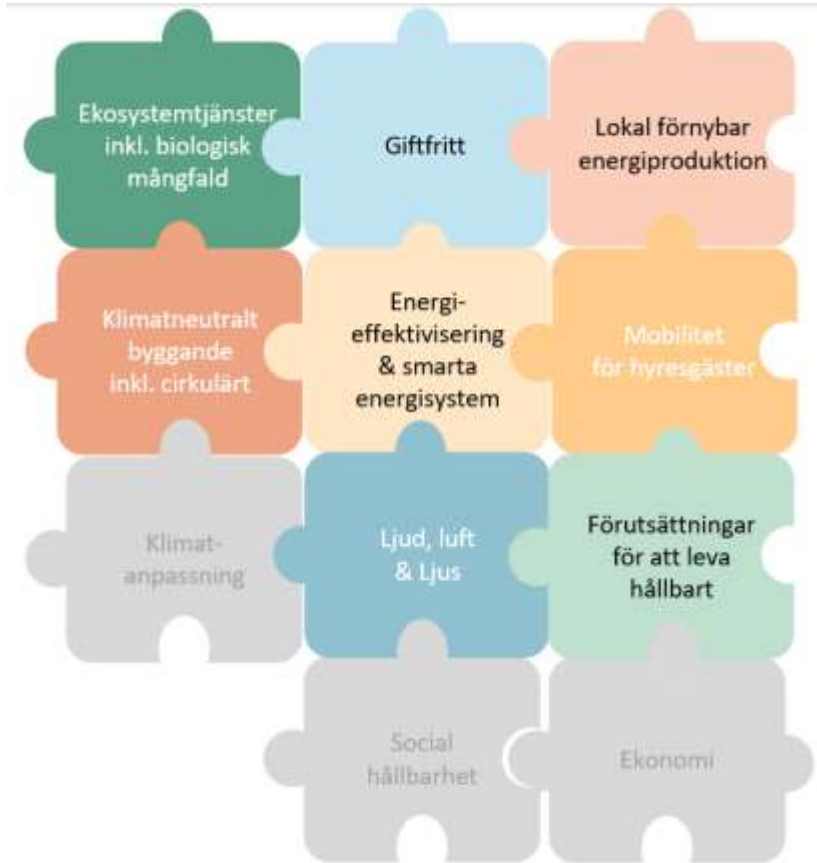 Ekosystemtjänster
inkl. biologisk
mångfald
Giftfritt
Lokal förnybar
energiproduktion
Klimatneutralt
byggande
inkl. cirkulärt
Energi-
effektivisering
& smarta
energisystem
Mobilitet
för hyresgäster
Klimat-
anpassning
Ljud, luft
& Ljus
Förutsättningar
för att leva
hållbart
Social
hållbarhet
Ekonomi